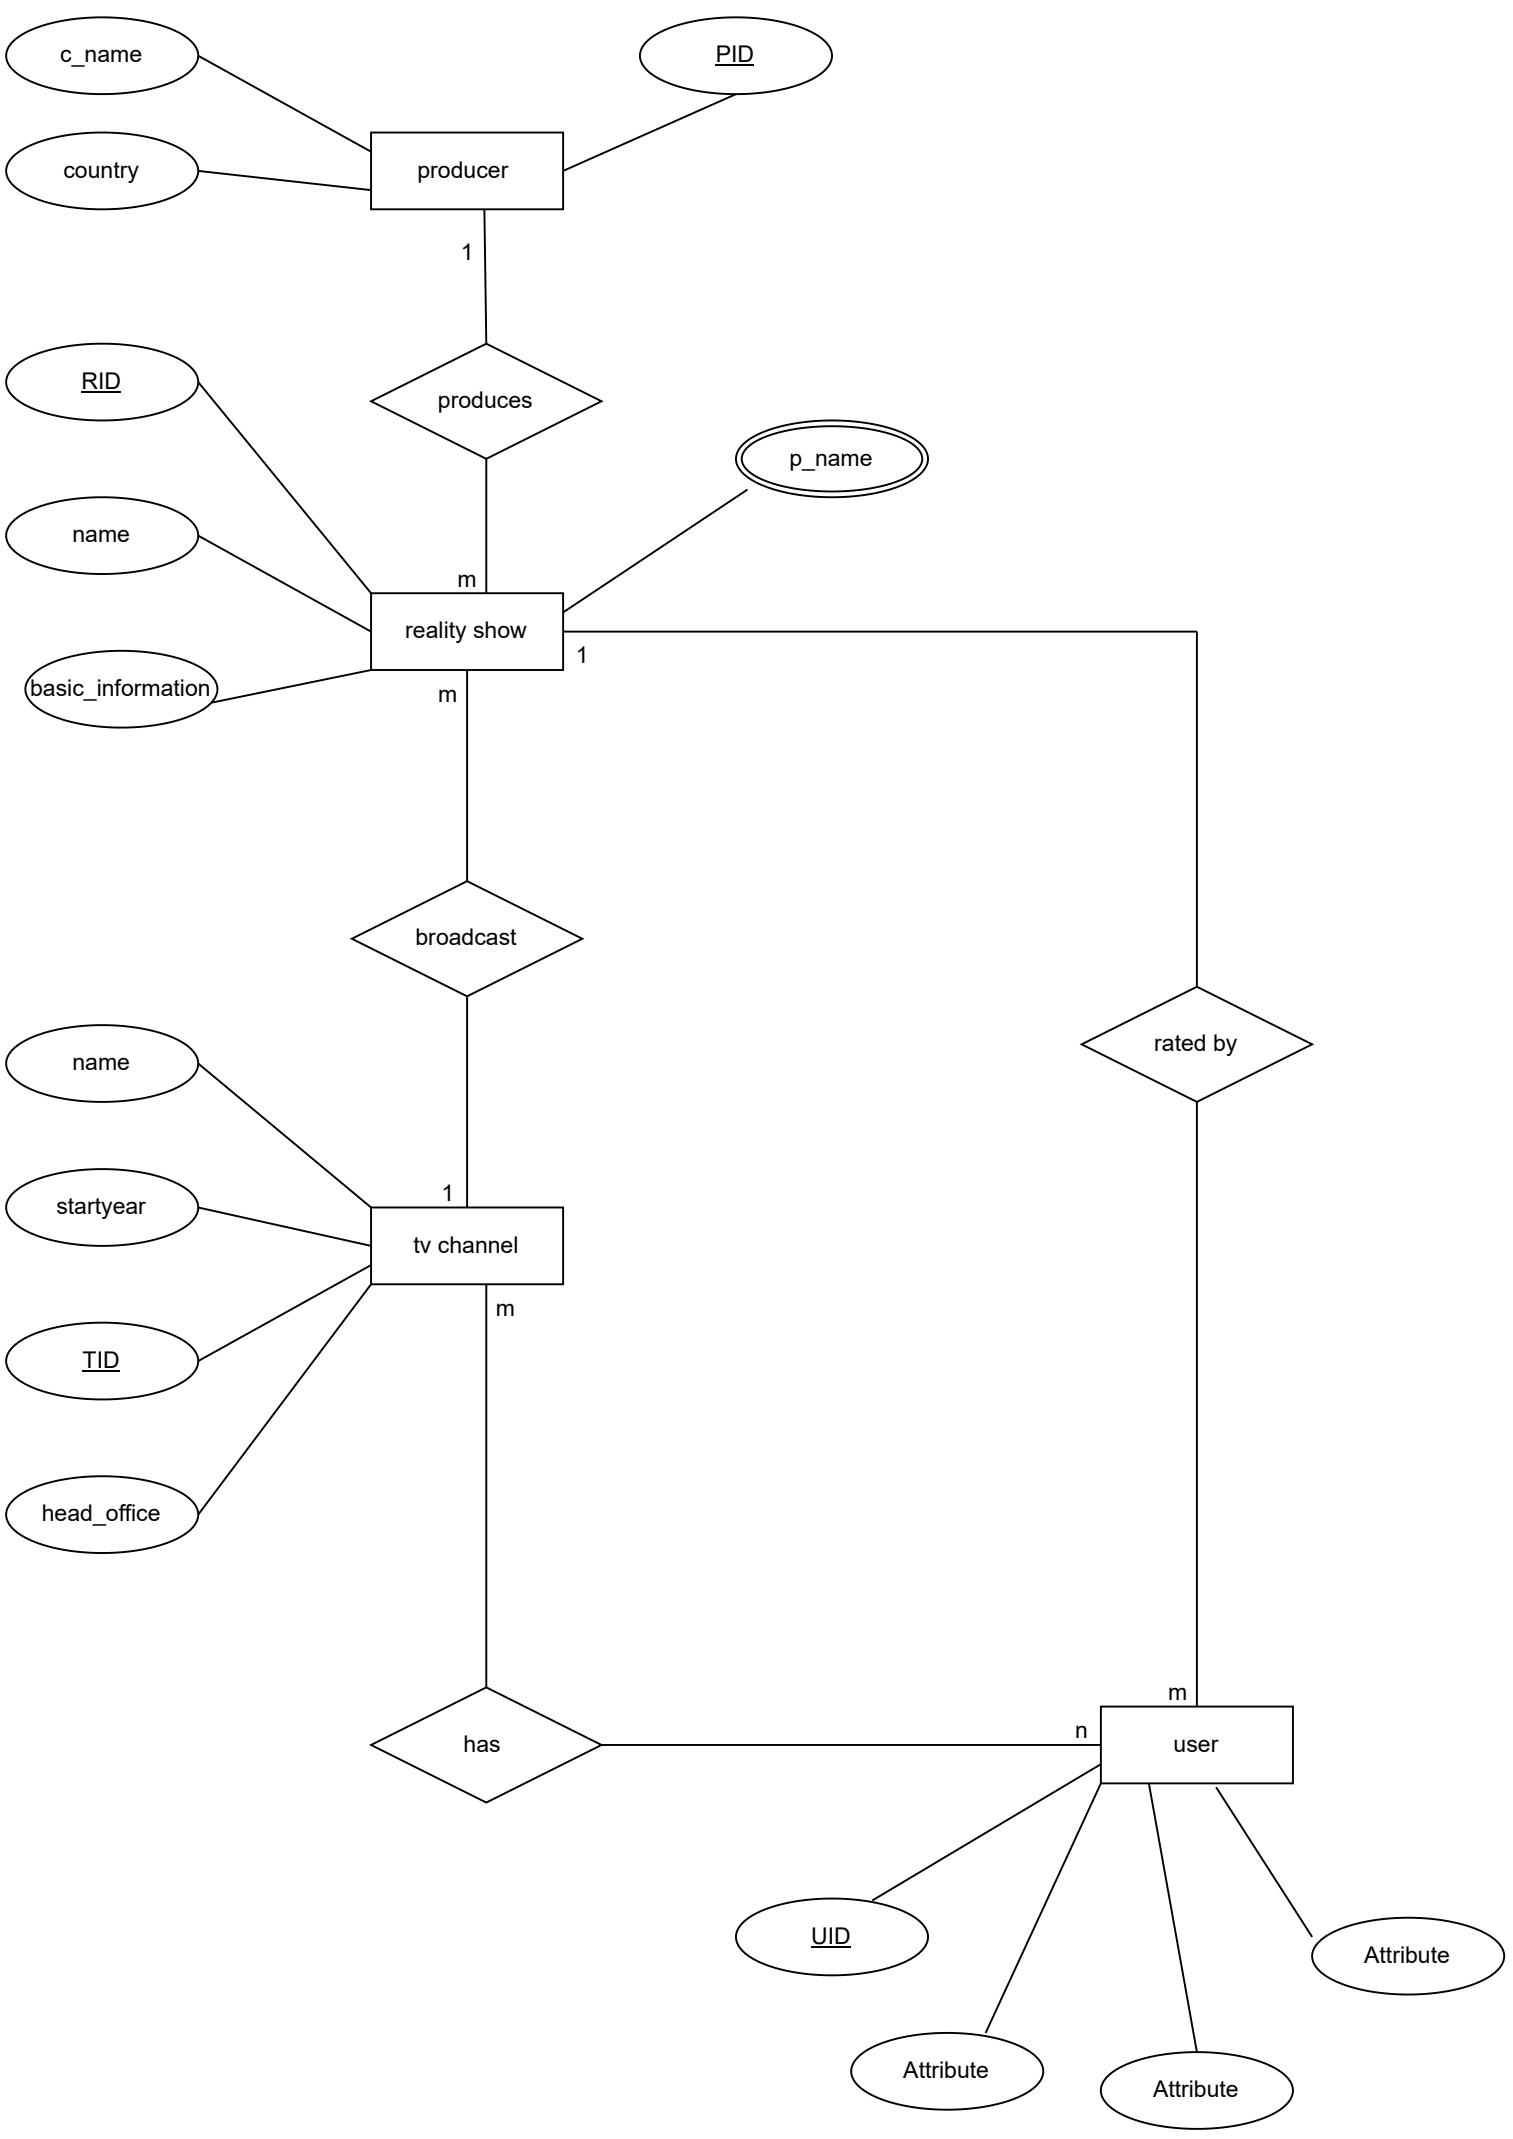 c_name
PID
country
producer
1
RID
produces
p_name
name
m
reality show
1
basic_information
m
broadcast
name
rated by
1
startyear
tv channel
m
TID
head_office
m
n
has
user
UID
Attribute
Attribute
Attribute